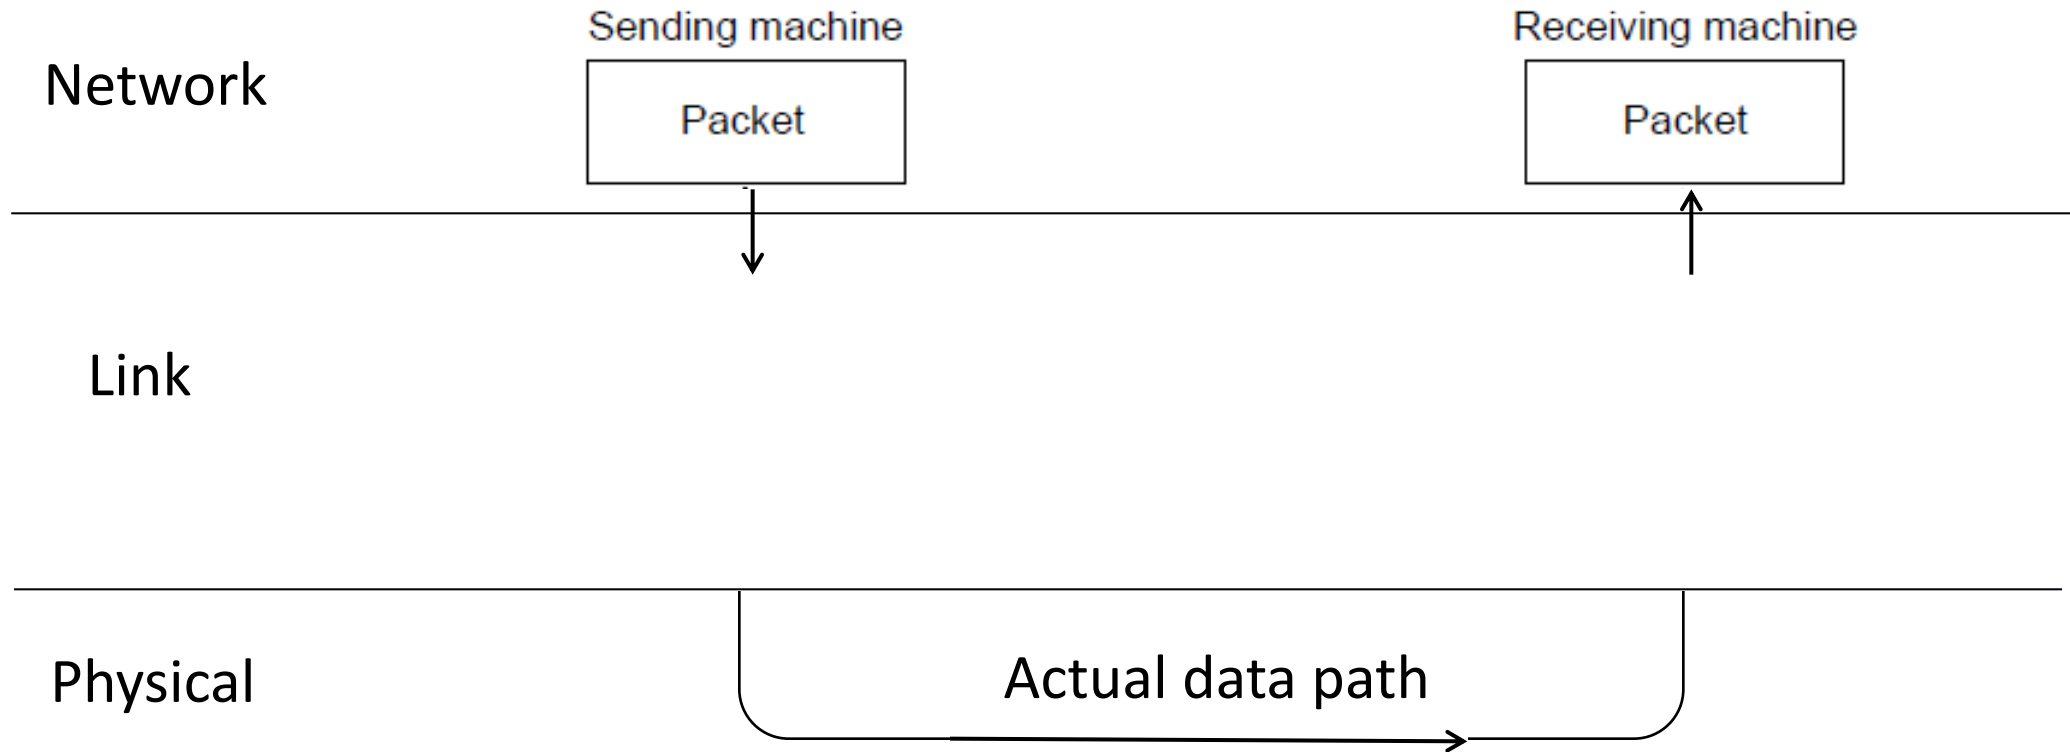 Sending machine
Receiving machine
Network
Packet
Packet
Link
Physical
Actual data path